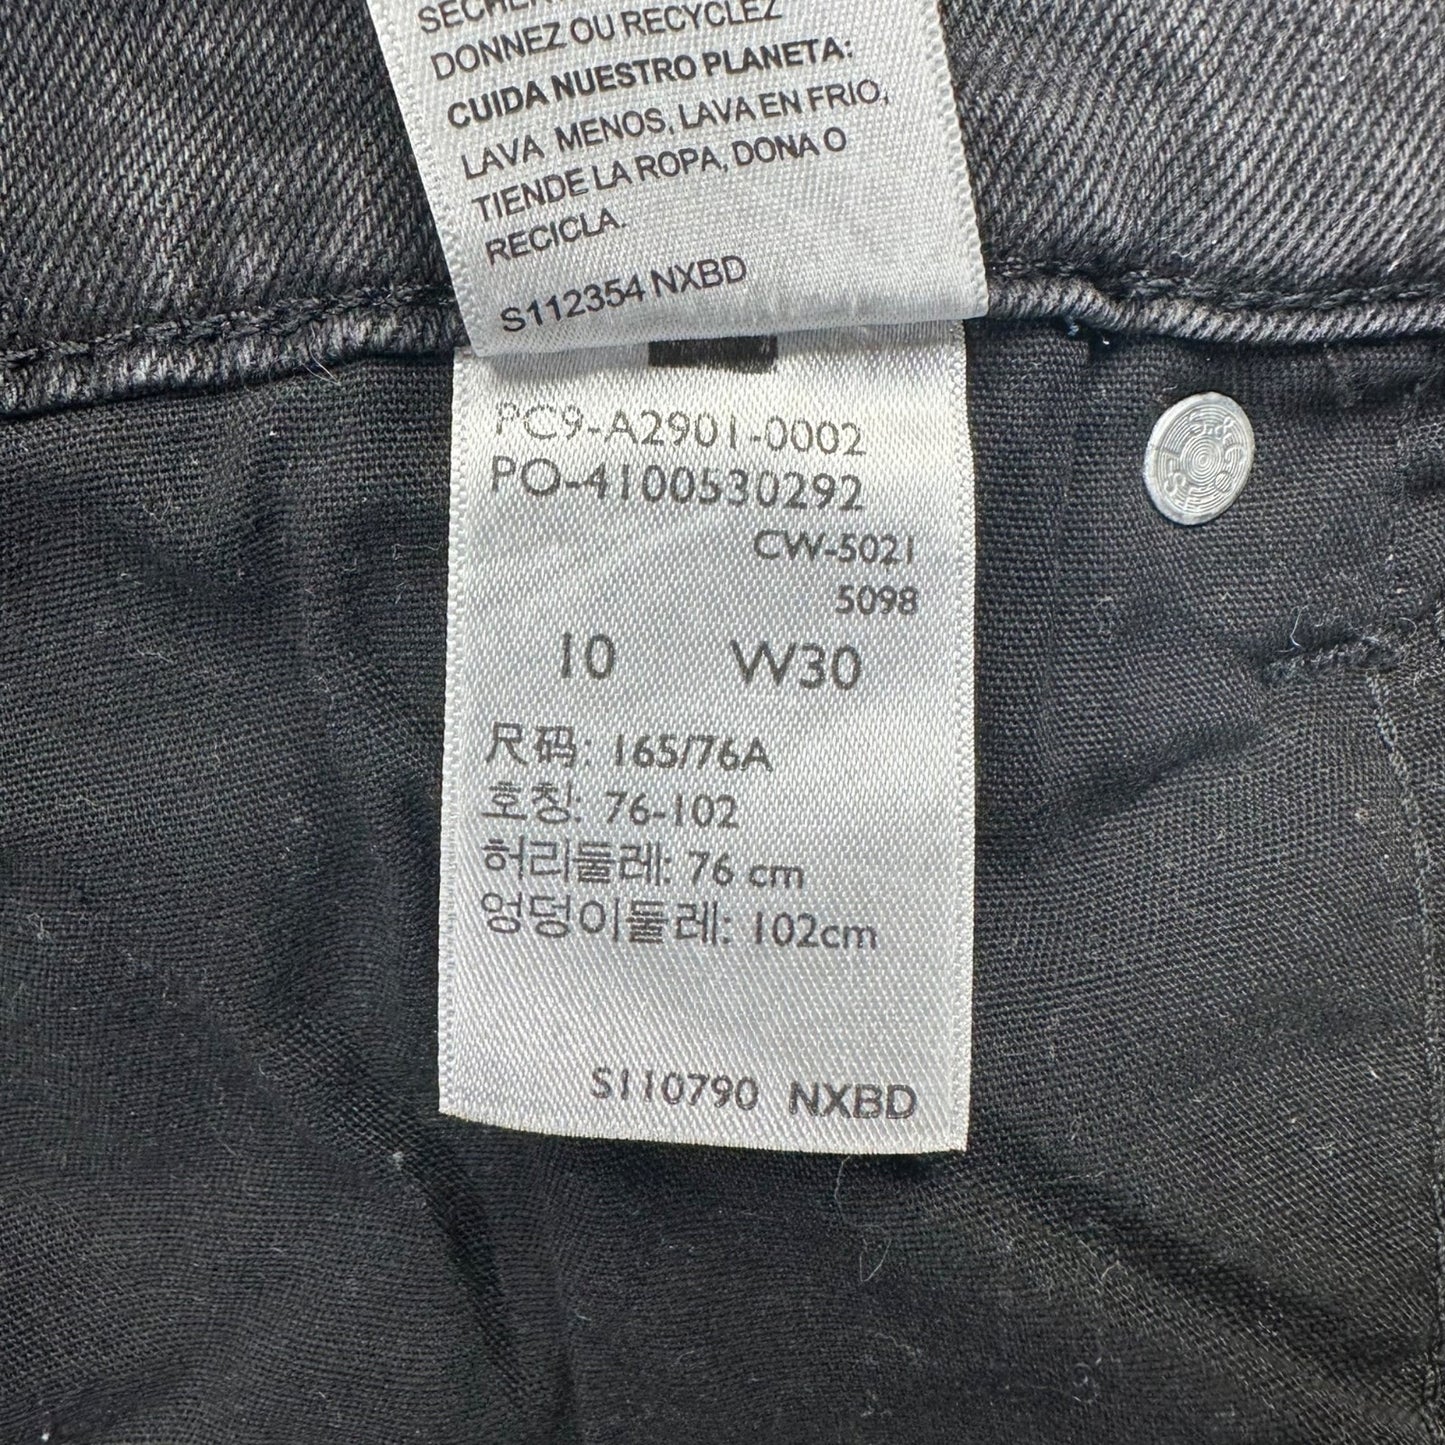 DONNEZ OU RECYCLEZ
CUIDA NUESTRO PLANETA:
LAVA MENOS, LAVA EN FRIO,
TIENDE LA ROPA, DONA O
RECICLA.
S112354 NXBD
PC9-A2901-0002
PO-4100530292
CW-5021
5098
10 W30
尺码: 165/76A
호칭: 76-102
허리둘레: 76 cm
엉덩이둘레: 102cm
S110790 NXBD